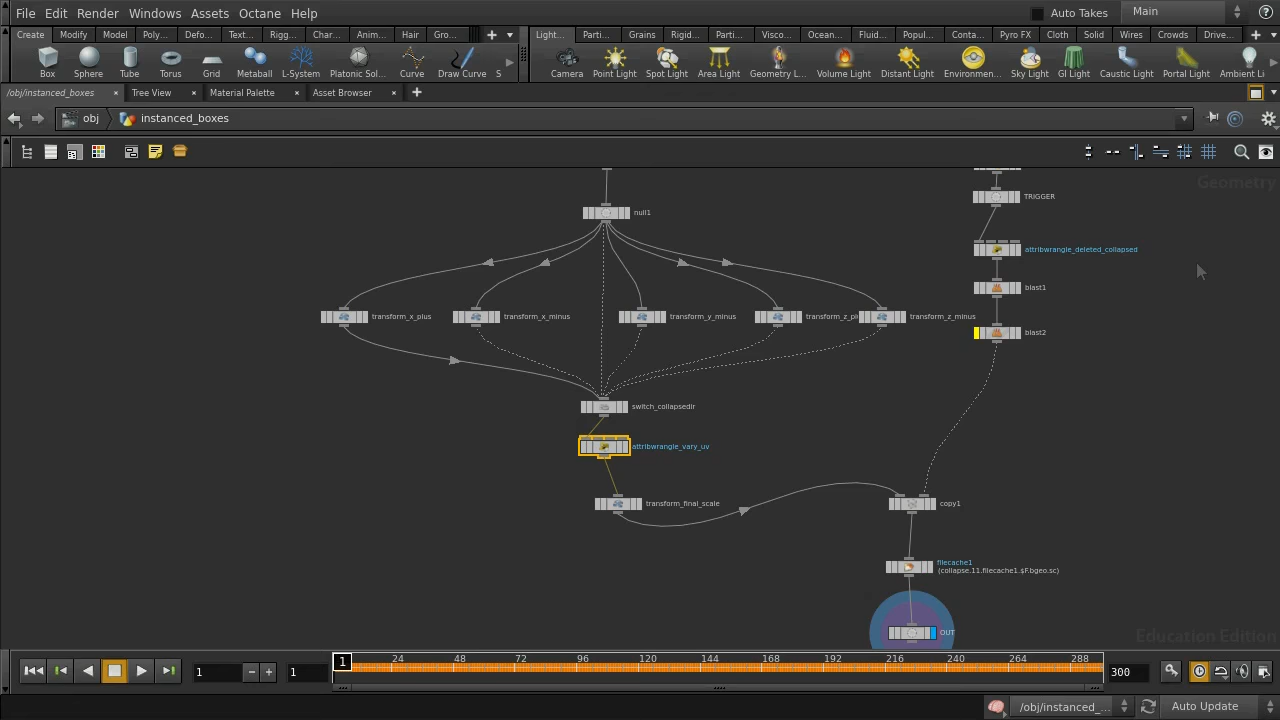 File Edit Render Windows Assets Octane Help
Auto Takes Main
Create Modify Model Poly... Defo... Text... Rigg... Char... Anim... Hair Gro... Light... Parti... Grains Rigid... Parti... Visco... Ocean... Fluid... Popul... Conta... Pyro FX Cloth Solid Wires Crowds Drive...
Box Sphere Tube Torus Grid Metaball L-System Platonic Sol... Curve Draw Curve S Camera Point Light Spot Light Area Light Geometry L... Volume Light Distant Light Environmen... Sky Light GI Light Caustic Light Portal Light Ambient Li
/obj/instanced_boxes × Tree View × Material Palette × Asset Browser ×
obj instanced_boxes
Geometry
TRIGGER
null1
attribwrangle_deleted_collapsed
blast1
transform_x_plus transform_x_minus transform_y_minus transform_z_pl transform_z_minus
blast2
switch_collapsedir
attribwrangle_vary_uv
transform_final_scale copy1
filecache1
(collapse.11.filecache1.$F.bgeo.sc)
OUT
Education Edition
1 1 1 24 48 72 96 120 144 168 192 216 240 264 288 300
/obj/instanced_... Auto Update